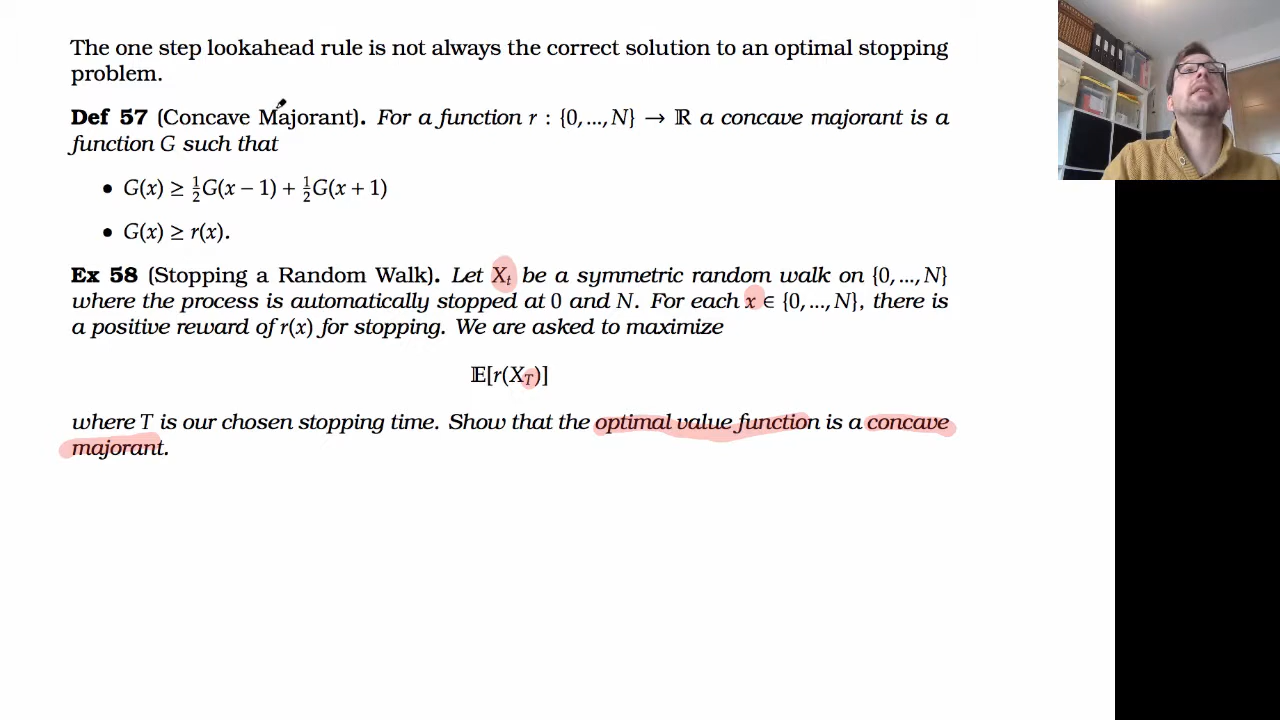 The one step lookahead rule is not always the correct solution to an optimal stopping
problem.
Def 57 (Concave Majorant). For a function r : {0, ..., N} → ℝ a concave majorant is a
function G such that
• G(x) ≥ ½G(x − 1) + ½G(x + 1)
• G(x) ≥ r(x).
Ex 58 (Stopping a Random Walk). Let Xₜ be a symmetric random walk on {0, ..., N}
where the process is automatically stopped at 0 and N. For each x ∈ {0, ..., N}, there is
a positive reward of r(x) for stopping. We are asked to maximize
𝔼[r(X_T)]
where T is our chosen stopping time. Show that the optimal value function is a concave
majorant.